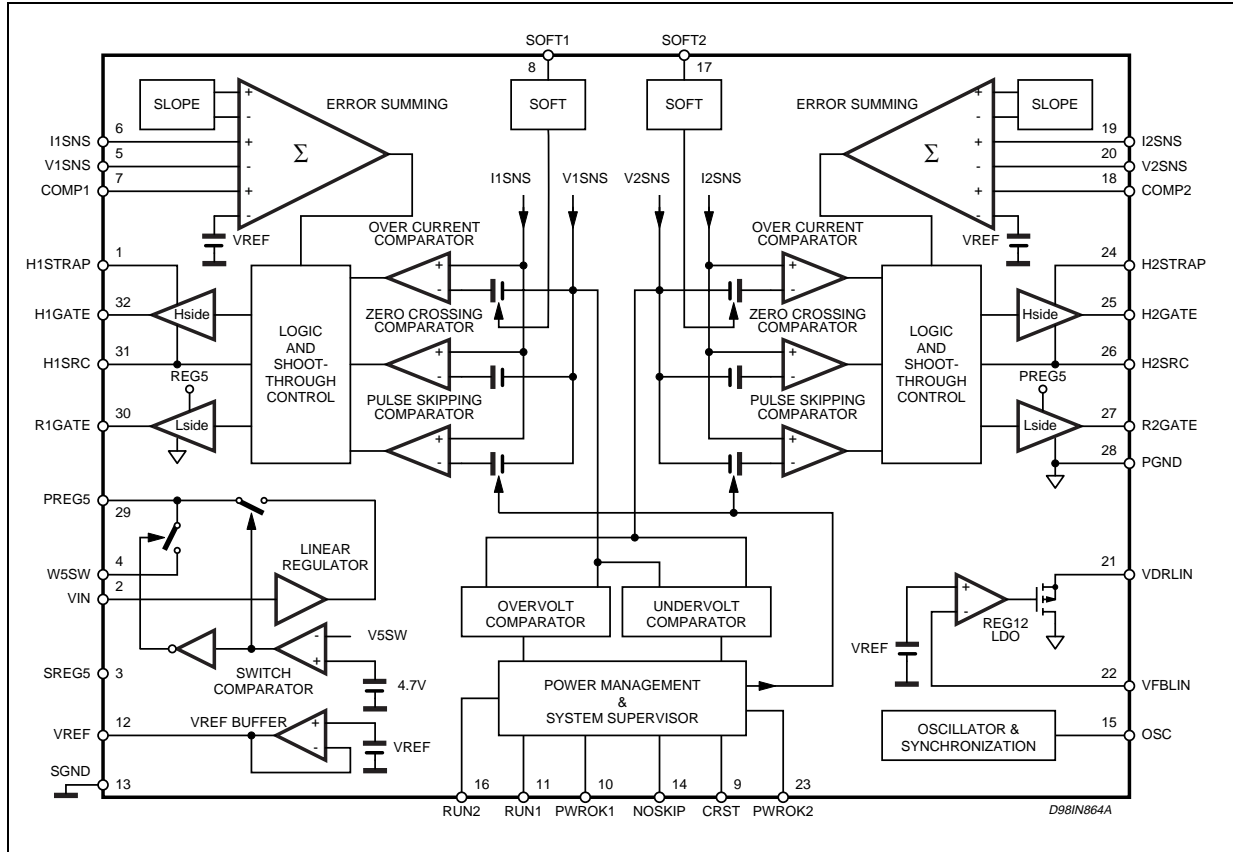 SOFT1
SOFT2
8
17
SLOPE
+
-
ERROR SUMMING
SOFT
SOFT
ERROR SUMMING
+
-
SLOPE
I1SNS
6
+
Σ
Σ
+
19
I2SNS
V1SNS
5
-
-
20
V2SNS
COMP1
7
+
+
18
COMP2
-
VREF
-
VREF
I1SNS
V1SNS
V2SNS
I2SNS
OVER CURRENT
COMPARATOR
OVER CURRENT
COMPARATOR
H1STRAP
1
+
-
+
-
24
H2STRAP
H1GATE
32
Hside
LOGIC
AND
SHOOT-
THROUGH
CONTROL
ZERO CROSSING
COMPARATOR
ZERO CROSSING
COMPARATOR
LOGIC
AND
SHOOT-
THROUGH
CONTROL
Hside
25
H2GATE
H1SRC
31
+
-
+
-
26
H2SRC
REG5
PULSE SKIPPING
COMPARATOR
PULSE SKIPPING
COMPARATOR
PREG5
R1GATE
30
Lside
+
-
+
-
Lside
27
R2GATE
28
PGND
PREG5
29
W5SW
4
VIN
2
LINEAR
REGULATOR
OVERVOLT
COMPARATOR
UNDERVOLT
COMPARATOR
+
-
REG12
LDO
VREF
21
VDRLIN
-
+
V5SW
SWITCH
COMPARATOR
4.7V
SREG5
3
POWER MANAGEMENT
&
SYSTEM SUPERVISOR
22
VFBLIN
VREF
12
VREF BUFFER
+
-
VREF
OSCILLATOR &
SYNCHRONIZATION
15
OSC
SGND
13
16
11
10
14
9
23
RUN2
RUN1
PWROK1
NOSKIP
CRST
PWROK2
D98IN864A